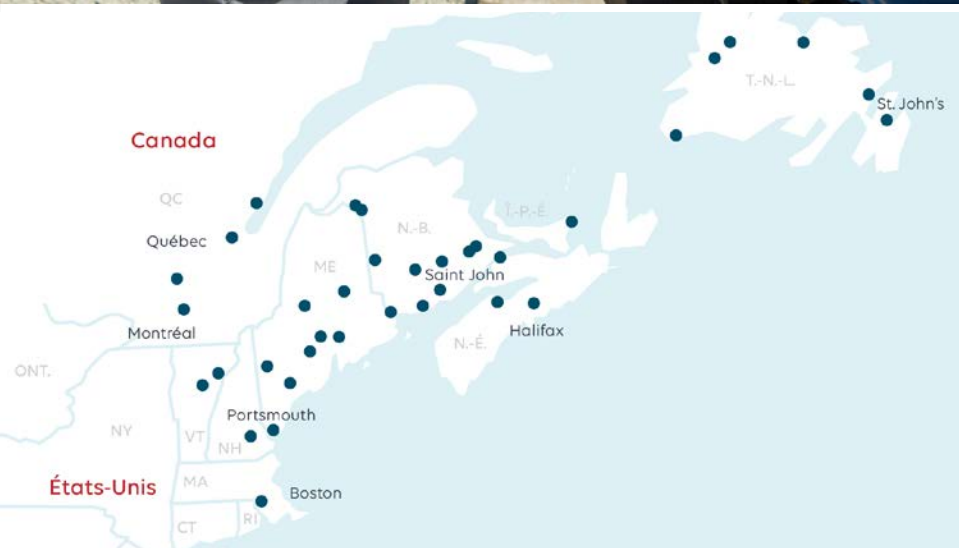 T.-N.-L.
St. John's
Canada
QC
Î.-P.-É.
N.-B.
Québec
ME
Saint John
Montréal
Halifax
N.-É.
ONT.
Portsmouth
NY
VT
NH
États-Unis
MA
Boston
CT
RI